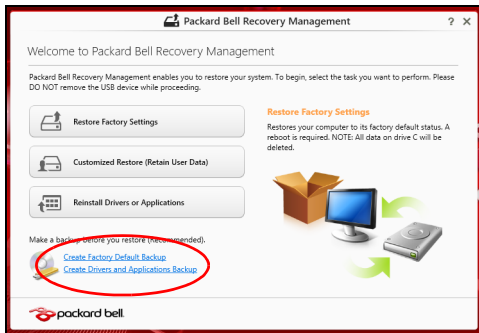 Packard Bell Recovery Management
? X
Welcome to Packard Bell Recovery Management
Packard Bell Recovery Management enables you to restore your system. To begin, select the task you want to perform. Please
DO NOT remove the USB device while proceeding.
Restore Factory Settings
Customized Restore (Retain User Data)
Reinstall Drivers or Applications
Restore Factory Settings
Restores your computer to its factory default status. A
reboot is required. NOTE: All data on drive C will be
deleted.
Make a backup before you restore (Recommended).
Create Factory Default Backup
Create Drivers and Applications Backup
packard bell